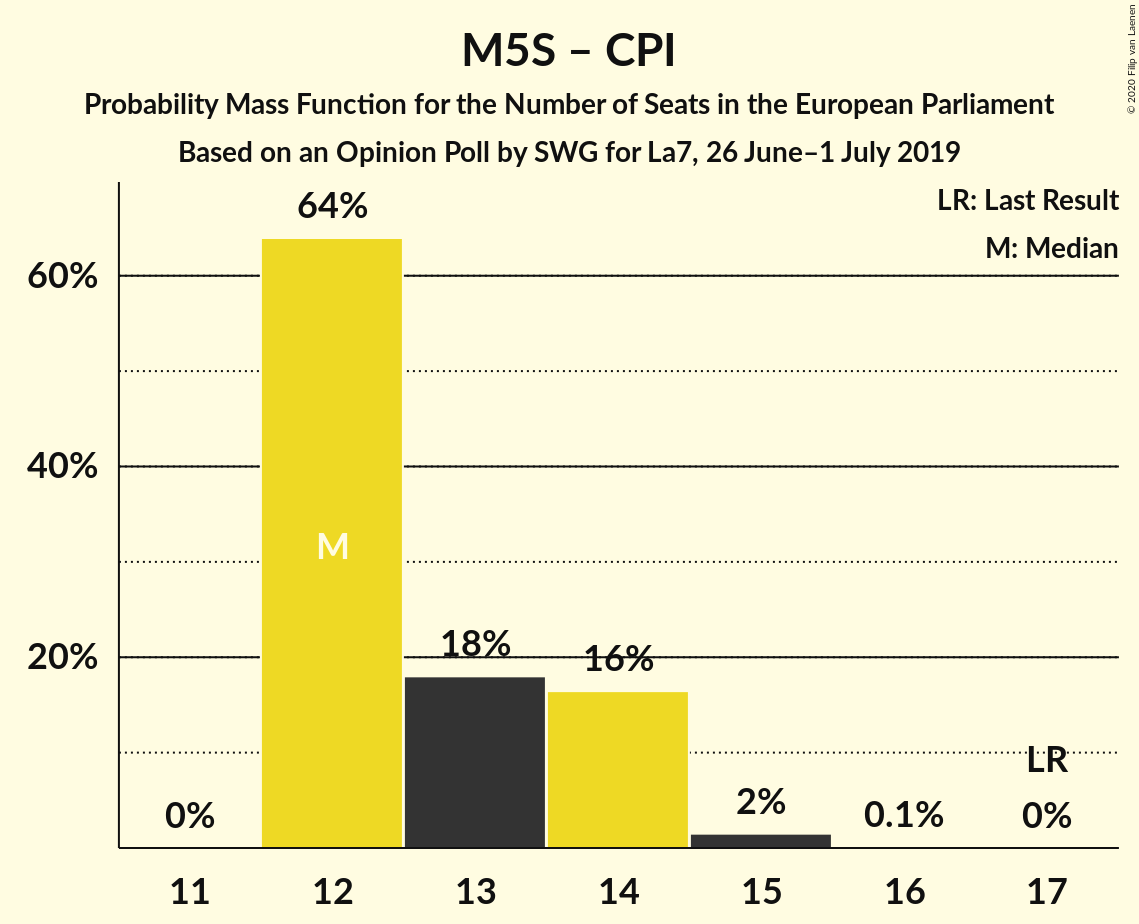 M5S – CPI
Probability Mass Function for the Number of Seats in the European Parliament
Based on an Opinion Poll by SWG for La7, 26 June–1 July 2019
© 2020 Filip van Laenen
LR: Last Result
M: Median
60%
40%
20%
0%
64%
M
18%
16%
2%
0.1%
LR
0%
11 12 13 14 15 16 17